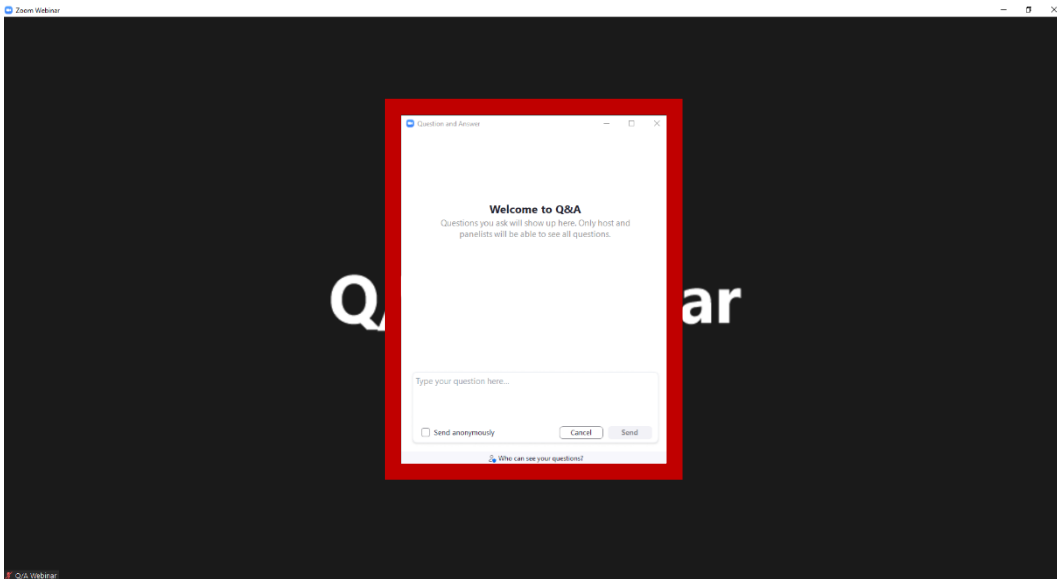 Zoom Webinar
Question and Answer
Welcome to Q&A
Questions you ask will show up here. Only host and
panelists will be able to see all questions.
Q/ ar
Type your question here...
Send anonymously
Cancel
Send
Who can see your questions?
Q/A Webinar